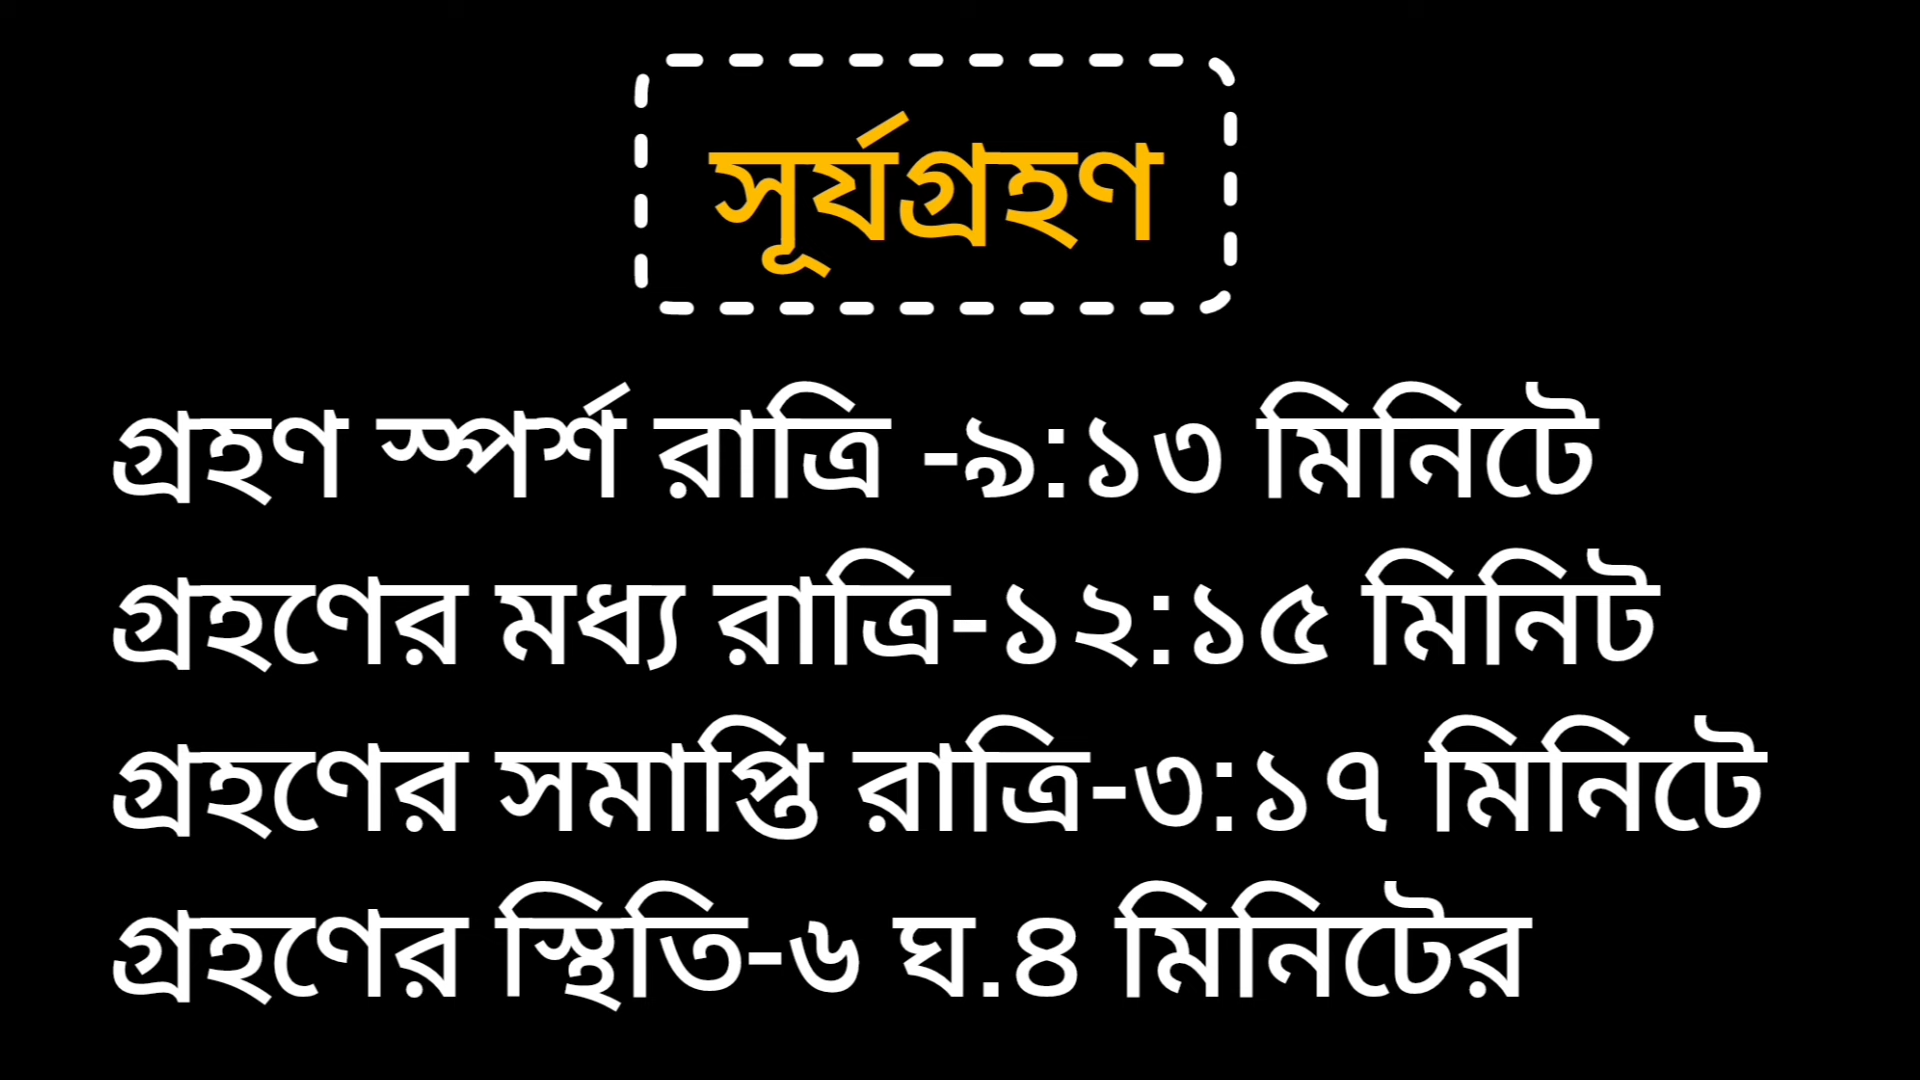 সূর্যগ্রহণ
গ্রহণ স্পর্শ রাত্রি -৯:১৩ মিনিটে
গ্রহণের মধ্য রাত্রি-১২:১৫ মিনিট
গ্রহণের সমাপ্তি রাত্রি-৩:১৭ মিনিটে
গ্রহণের স্থিতি-৬ ঘ.৪ মিনিটের